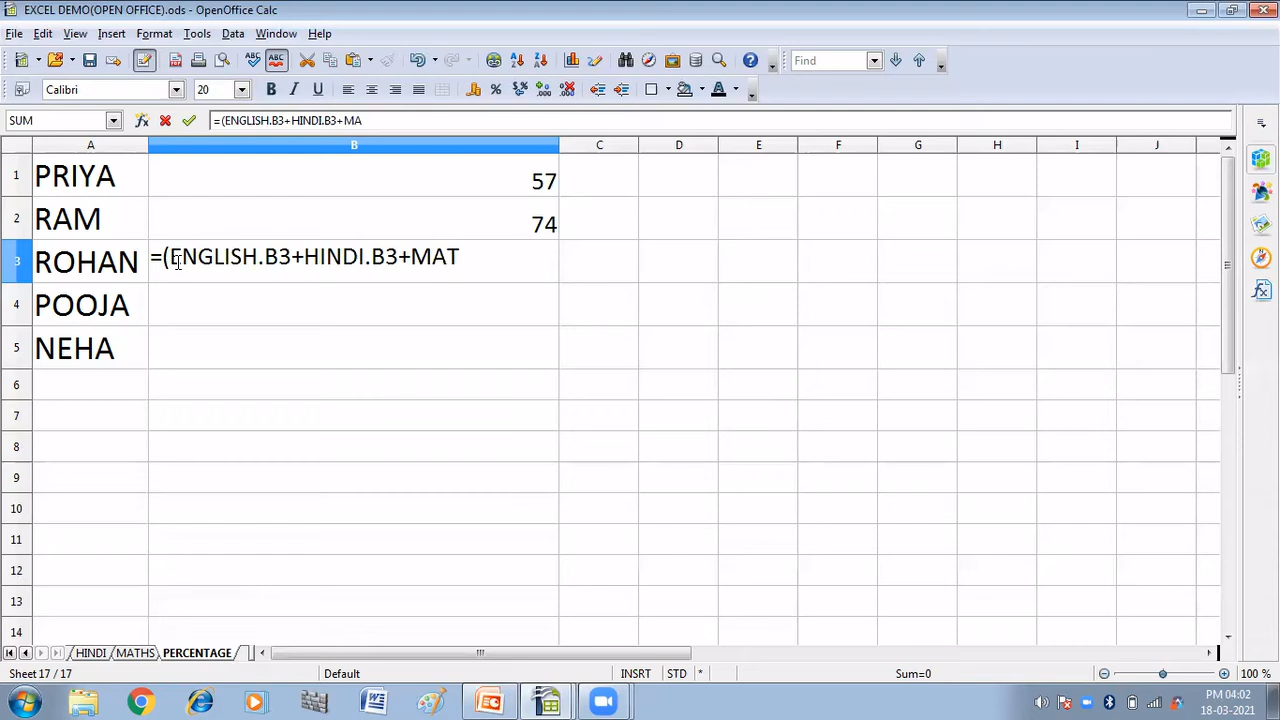 EXCEL DEMO(OPEN OFFICE).ods - OpenOffice Calc
File Edit View Insert Format Tools Data Window Help
Find
Calibri 20
SUM =(ENGLISH.B3+HINDI.B3+MA
A B C D E F G H I J
1 PRIYA 57
2 RAM 74
3 ROHAN =(ENGLISH.B3+HINDI.B3+MAT
4 POOJA
5 NEHA
6
7
8
9
10
11
12
13
14
HINDI MATHS PERCENTAGE
Sheet 17 / 17 Default INSRT STD * Sum=0 100 %
PM 04:02
18-03-2021